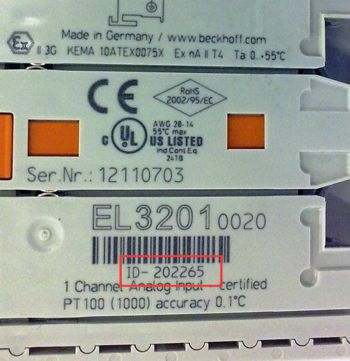 Made in Germany / www.beckhoff.com
Ex II 3G KEMA 10ATEX0075X Ex nA II T4 Ta 0..+55°C
CE
RoHS
2002/95/EC
AWG 28-14
55°C max
C UL US LISTED
Ind.Cont.Eq.
24TB
Ser.Nr.: 12110703
EL3201 0020
ID-202265
1 Channel Analog Input - certified
PT100 (1000) accuracy 0.1°C